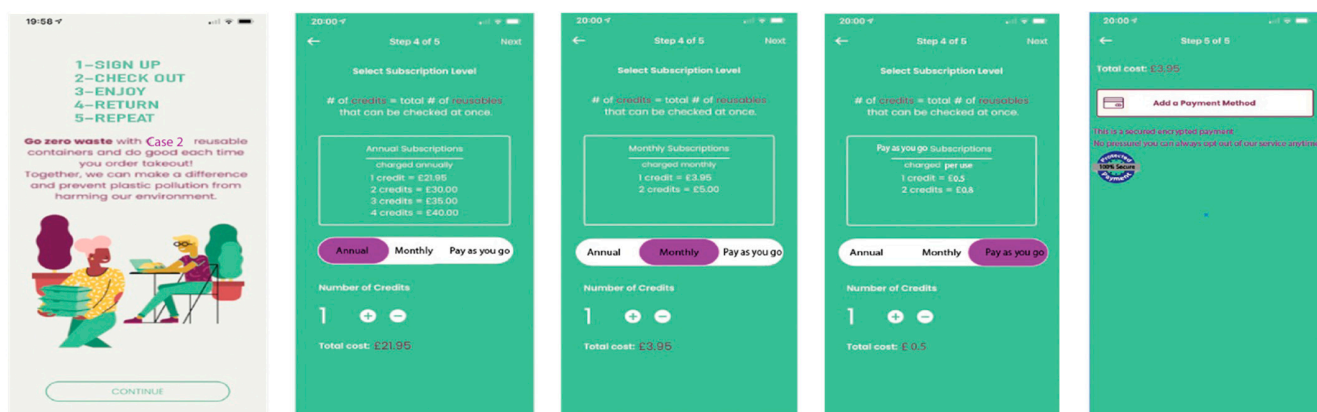 19:58
1-SIGN UP
2-CHECK OUT
3-ENJOY
4-RETURN
5-REPEAT
Go zero waste with Case 2 reusable
containers and do good each time
you order takeout!
Together, we can make a difference
and prevent plastic pollution from
harming our environment.
CONTINUE
20:00
Step 4 of 5 Next
Select Subscription Level
# of credits = total # of reusables
that can be checked at once.
Annual Subscriptions
charged annually
1 credit = £21.95
2 credits = £30.00
3 credits = £35.00
4 credits = £40.00
Annual Monthly Pay as you go
Number of Credits
1
Total cost: £21.95
20:00
Step 4 of 5 Next
Select Subscription Level
# of credits = total # of reusables
that can be checked at once.
Monthly Subscriptions
charged monthly
1 credit = £3.95
2 credits = £5.00
Annual Monthly Pay as you go
Number of Credits
1
Total cost: £3.95
20:00
Step 4 of 5 Next
Select Subscription Level
# of credits = total # of reusables
that can be checked at once.
Pay as you go Subscriptions
charged per use
1 credit = £0.5
2 credits = £0.8
Annual Monthly Pay as you go
Number of Credits
1
Total cost: £ 0.5
20:00
Step 5 of 5
Total cost: £3.95
Add a Payment Method
This is a secured encrypted payment
No pressure! you can always opt-out of our service anytime
Protected
100% Secure
Payment